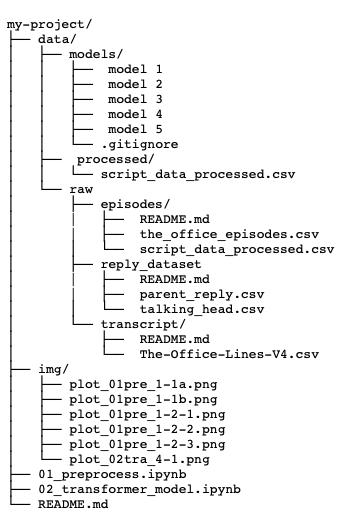 my-project/
├── data/
│   ├── models/
│   │   ├── model 1
│   │   ├── model 2
│   │   ├── model 3
│   │   ├── model 4
│   │   ├── model 5
│   │   └── .gitignore
│   ├── processed/
│   │   └── script_data_processed.csv
│   └── raw
│       ├── episodes/
│       │   ├── README.md
│       │   ├── the_office_episodes.csv
│       │   └── script_data_processed.csv
│       ├── reply_dataset
│       │   ├── README.md
│       │   ├── parent_reply.csv
│       │   └── talking_head.csv
│       └── transcript/
│           ├── README.md
│           └── The-Office-Lines-V4.csv
├── img/
│   ├── plot_01pre_1-1a.png
│   ├── plot_01pre_1-1b.png
│   ├── plot_01pre_1-2-1.png
│   ├── plot_01pre_1-2-2.png
│   ├── plot_01pre_1-2-3.png
│   └── plot_02tra_4-1.png
├── 01_preprocess.ipynb
├── 02_transformer_model.ipynb
└── README.md